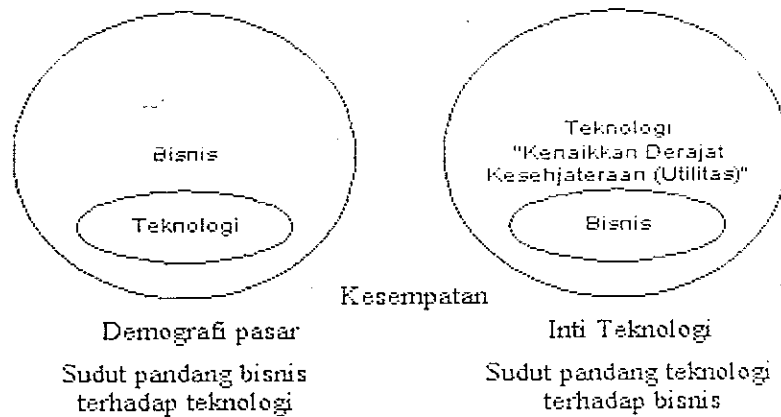 Bisnis
Teknologi
Teknologi
"Kenaikkan Derajat
Kesehjateraan (Utilitas)"
Bisnis
Kesempatan
Demografi pasar
Inti Teknologi
Sudut pandang bisnis
terhadap teknologi
Sudut pandang teknologi
terhadap bisnis